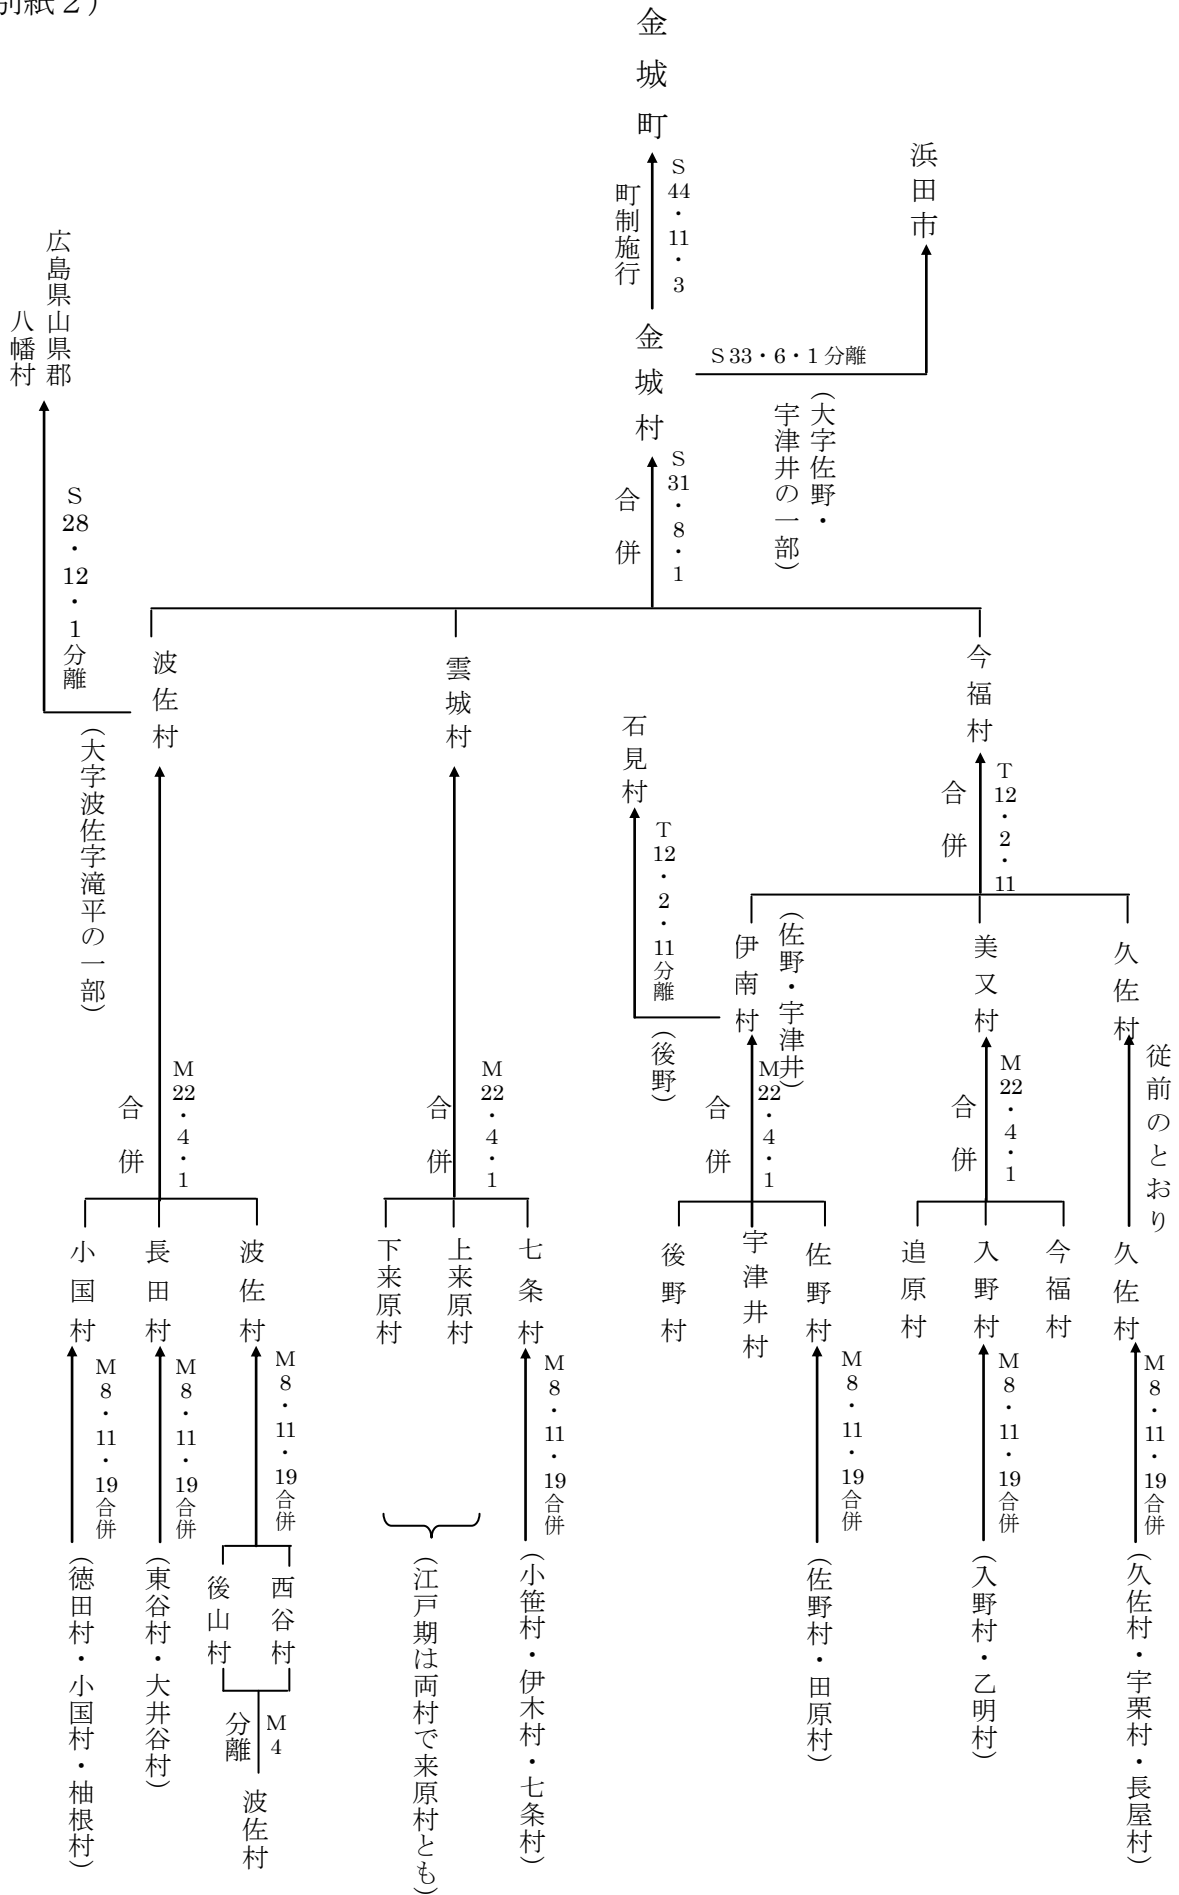 別紙2)
金城町
S44・11・3
町制施行
浜田市
金城村
S33・6・1分離
(大字佐野・
宇津井の一部)
広島県山県郡
八幡村
S28・12・1分離
(大字波佐字滝平の一部)
S31・8・1
合併
今福村
雲城村
波佐村
T12・2・11
合併
石見村
T12・2・11分離
(後野)
久佐村
美又村
伊南村
(佐野・宇津井)
従前のとおり
M22・4・1
合併
M22・4・1
合併
M22・4・1
合併
M22・4・1
合併
久佐村
今福村
入野村
追原村
佐野村
宇津井村
後野村
七条村
上来原村
下来原村
波佐村
長田村
小国村
M8・11・19合併
(久佐村・宇栗村・長屋村)
M8・11・19合併
(入野村・乙明村)
M8・11・19合併
(佐野村・田原村)
M8・11・19合併
(小笹村・伊木村・七条村)
(江戸期は両村で来原村とも)
M8・11・19合併
西谷村
後山村
M4
分離
波佐村
M8・11・19合併
(東谷村・大井谷村)
M8・11・19合併
(徳田村・小国村・柚根村)